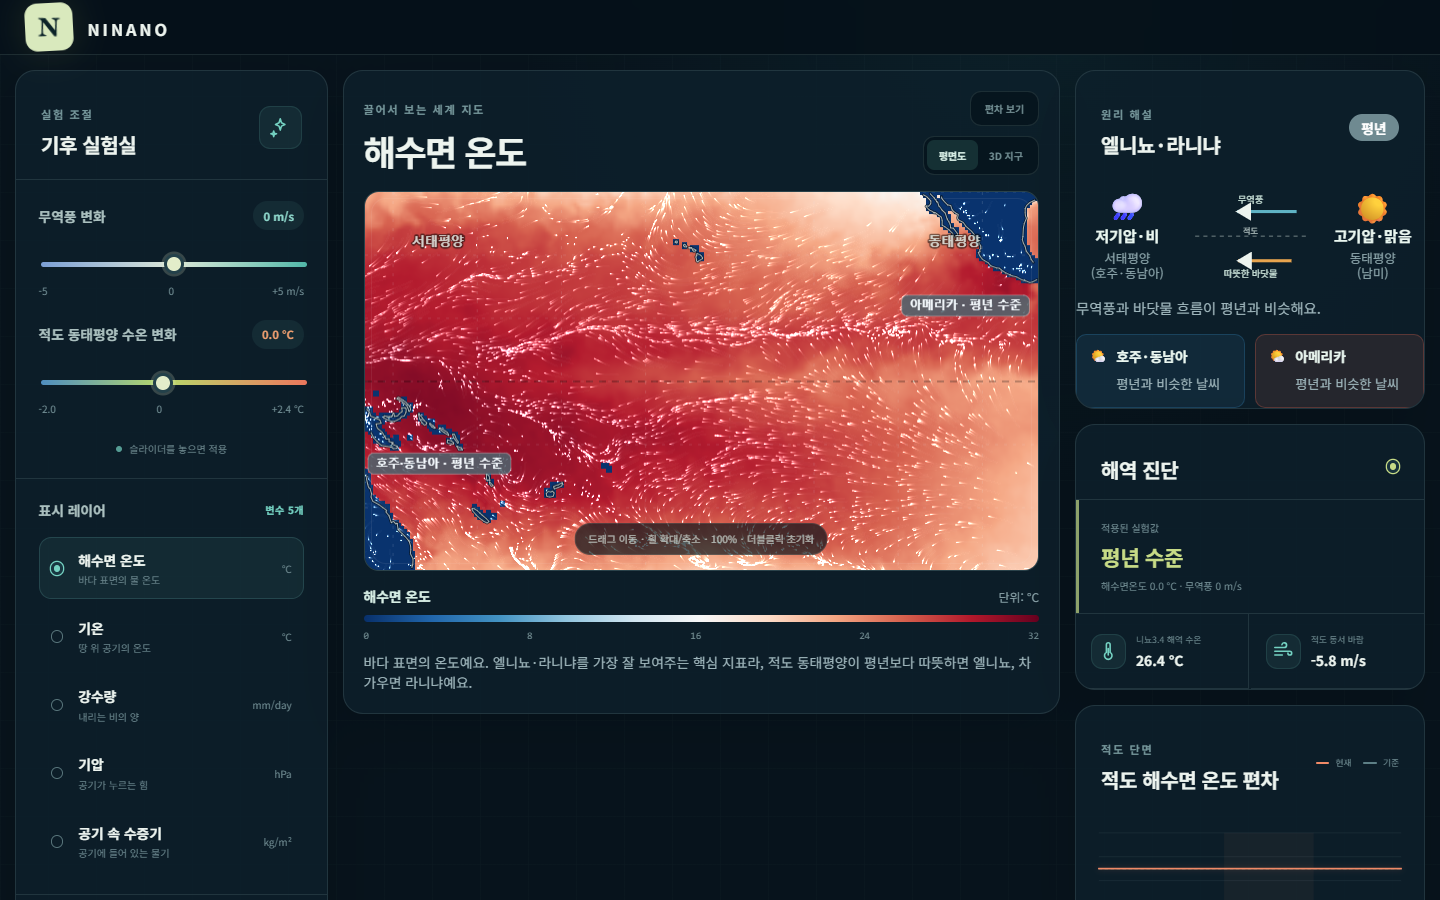 N NINANO
실험 조절
기후 실험실
무역풍 변화
0 m/s
-5
0
+5 m/s
적도 동태평양 수온 변화
0.0 °C
-2.0
0
+2.4 °C
슬라이더를 놓으면 적용
표시 레이어
변수 5개
해수면 온도
바다 표면의 물 온도
°C
기온
땅 위 공기의 온도
°C
강수량
내리는 비의 양
mm/day
기압
공기가 누르는 힘
hPa
공기 속 수증기
공기에 들어 있는 물기
kg/m²
끌어서 보는 세계 지도
해수면 온도
편차 보기
평면도
3D 지구
서태평양
동태평양
아메리카 · 평년 수준
호주·동남아 · 평년 수준
드래그 이동 · 휠 확대/축소 · 100% · 더블클릭 초기화
해수면 온도
단위: °C
0
8
16
24
32
바다 표면의 온도예요. 엘니뇨·라니냐를 가장 잘 보여주는 핵심 지표라, 적도 동태평양이 평년보다 따뜻하면 엘니뇨, 차
가우면 라니냐예요.
원리 해설
엘니뇨·라니냐
평년
저기압·비
서태평양
(호주·동남아)
무역풍
적도
따뜻한 바닷물
고기압·맑음
동태평양
(남미)
무역풍과 바닷물 흐름이 평년과 비슷해요.
호주·동남아
평년과 비슷한 날씨
아메리카
평년과 비슷한 날씨
해역 진단
적용된 실험값
평년 수준
해수면온도 0.0 °C · 무역풍 0 m/s
니뇨3.4 해역 수온
26.4 °C
적도 동서 바람
-5.8 m/s
적도 단면
적도 해수면 온도 편차
현재
기준